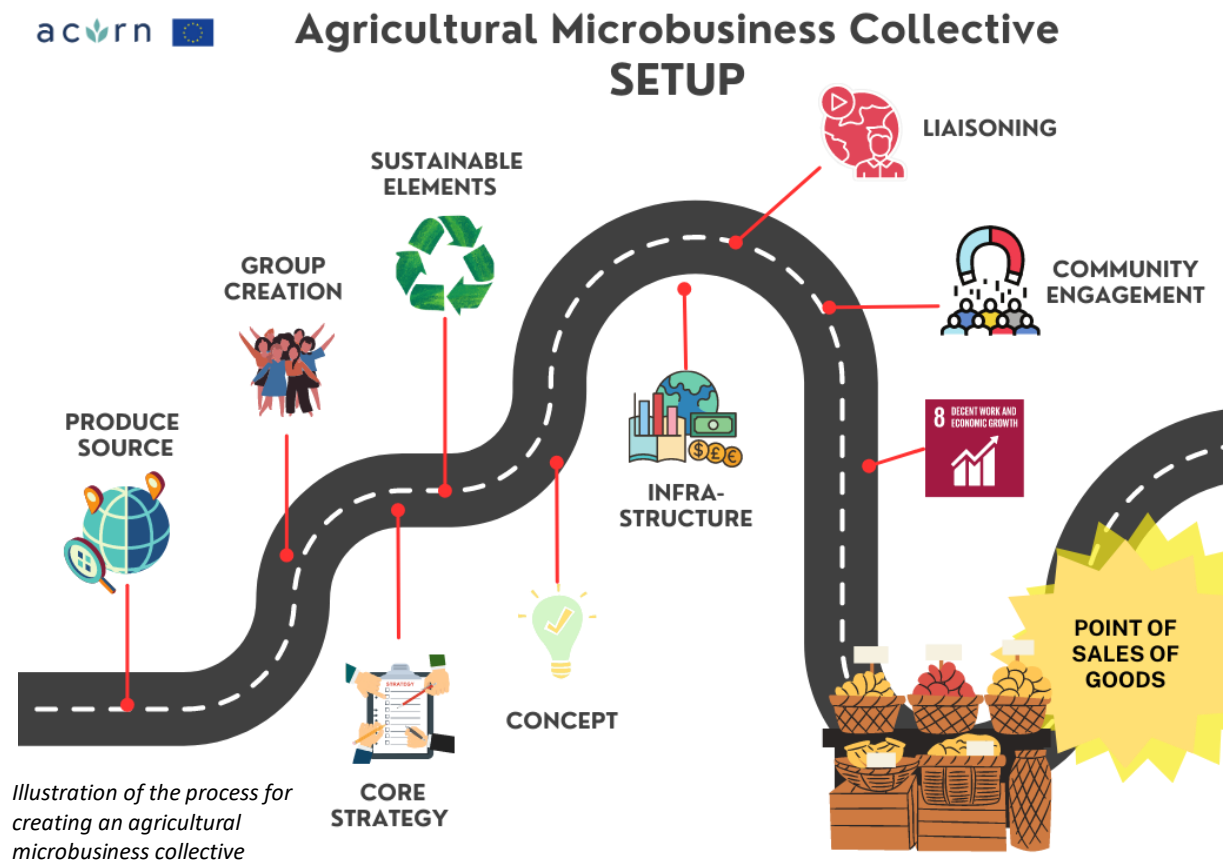 acorn
Agricultural Microbusiness Collective
SETUP
LIAISONING
SUSTAINABLE
ELEMENTS
GROUP
CREATION
COMMUNITY
ENGAGEMENT
PRODUCE
SOURCE
8 DECENT WORK AND
ECONOMIC GROWTH
$ £ €
INFRA-
STRUCTURE
POINT OF
SALES OF
GOODS
STRATEGY
CONCEPT
CORE
STRATEGY
Illustration of the process for
creating an agricultural
microbusiness collective